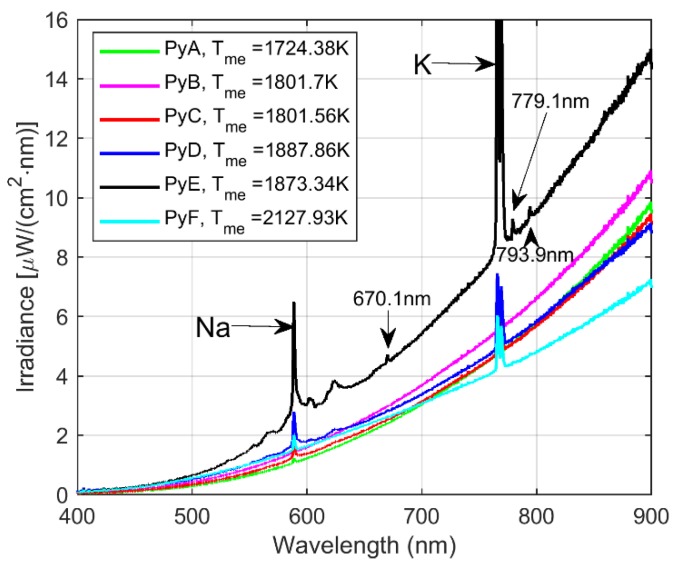 16
14
12
10
8
6
4
2
0
400
500
600
700
800
900
Irradiance [μW/(cm²·nm)]
Wavelength (nm)
PyA, T_me =1724.38K
PyB, T_me =1801.7K
PyC, T_me =1801.56K
PyD, T_me =1887.86K
PyE, T_me =1873.34K
PyF, T_me =2127.93K
K
779.1nm
793.9nm
670.1nm
Na